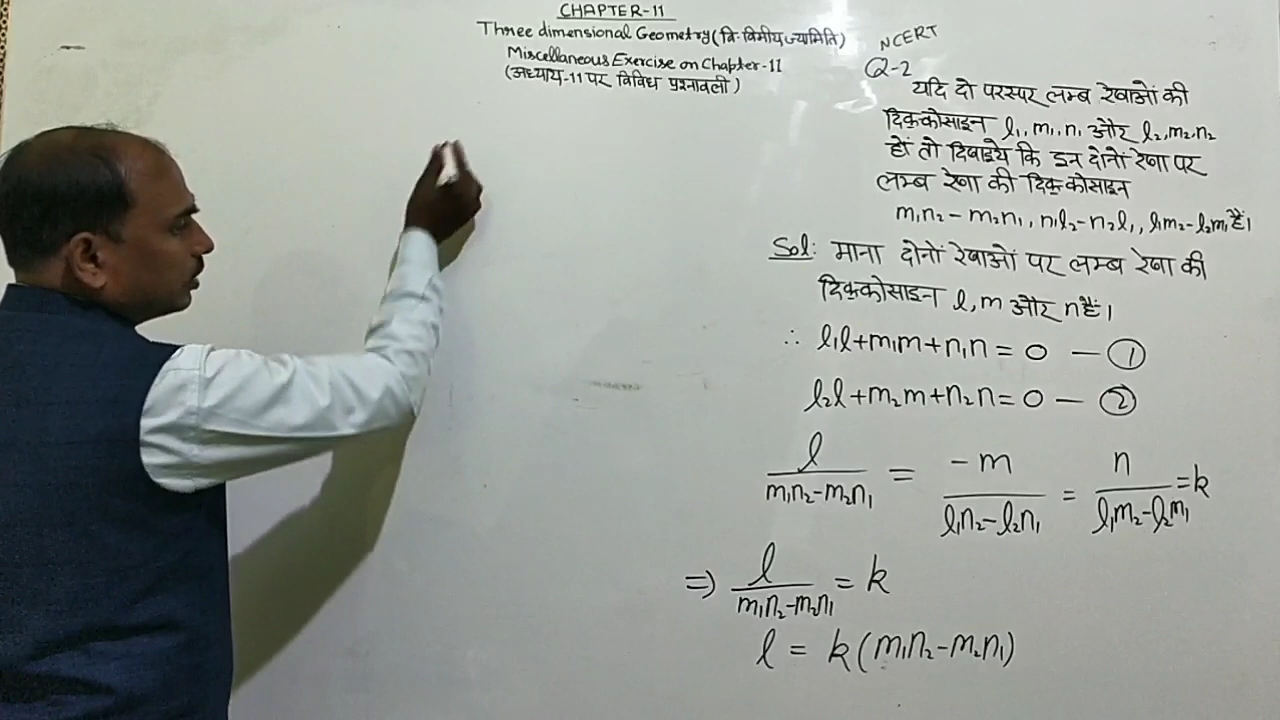 CHAPTER-11
Three dimensional Geometry (त्रि-विमीय ज्यामिति)
Miscellaneous Exercise on Chapter-11
(अध्याय-11 पर विविध प्रश्नावली)
NCERT
Q-2
यदि दो परस्पर लम्ब रेखाओं की
दिक्-कोसाइन l₁, m₁, n₁ और l₂, m₂, n₂
हों तो दिखाइये कि इन दोनों रेखा पर
लम्ब रेखा की दिक्-कोसाइन
m₁n₂ - m₂n₁, n₁l₂ - n₂l₁, l₁m₂ - l₂m₁ हैं।
Sol: माना दोनों रेखाओं पर लम्ब रेखा की
दिक्-कोसाइन l, m और n हैं।
∴ l₁l + m₁m + n₁n = 0 — ①
l₂l + m₂m + n₂n = 0 — ②
l/(m₁n₂ - m₂n₁) = -m/(l₁n₂ - l₂n₁) = n/(l₁m₂ - l₂m₁) = k
⇒ l/(m₁n₂ - m₂n₁) = k
l = k(m₁n₂ - m₂n₁)